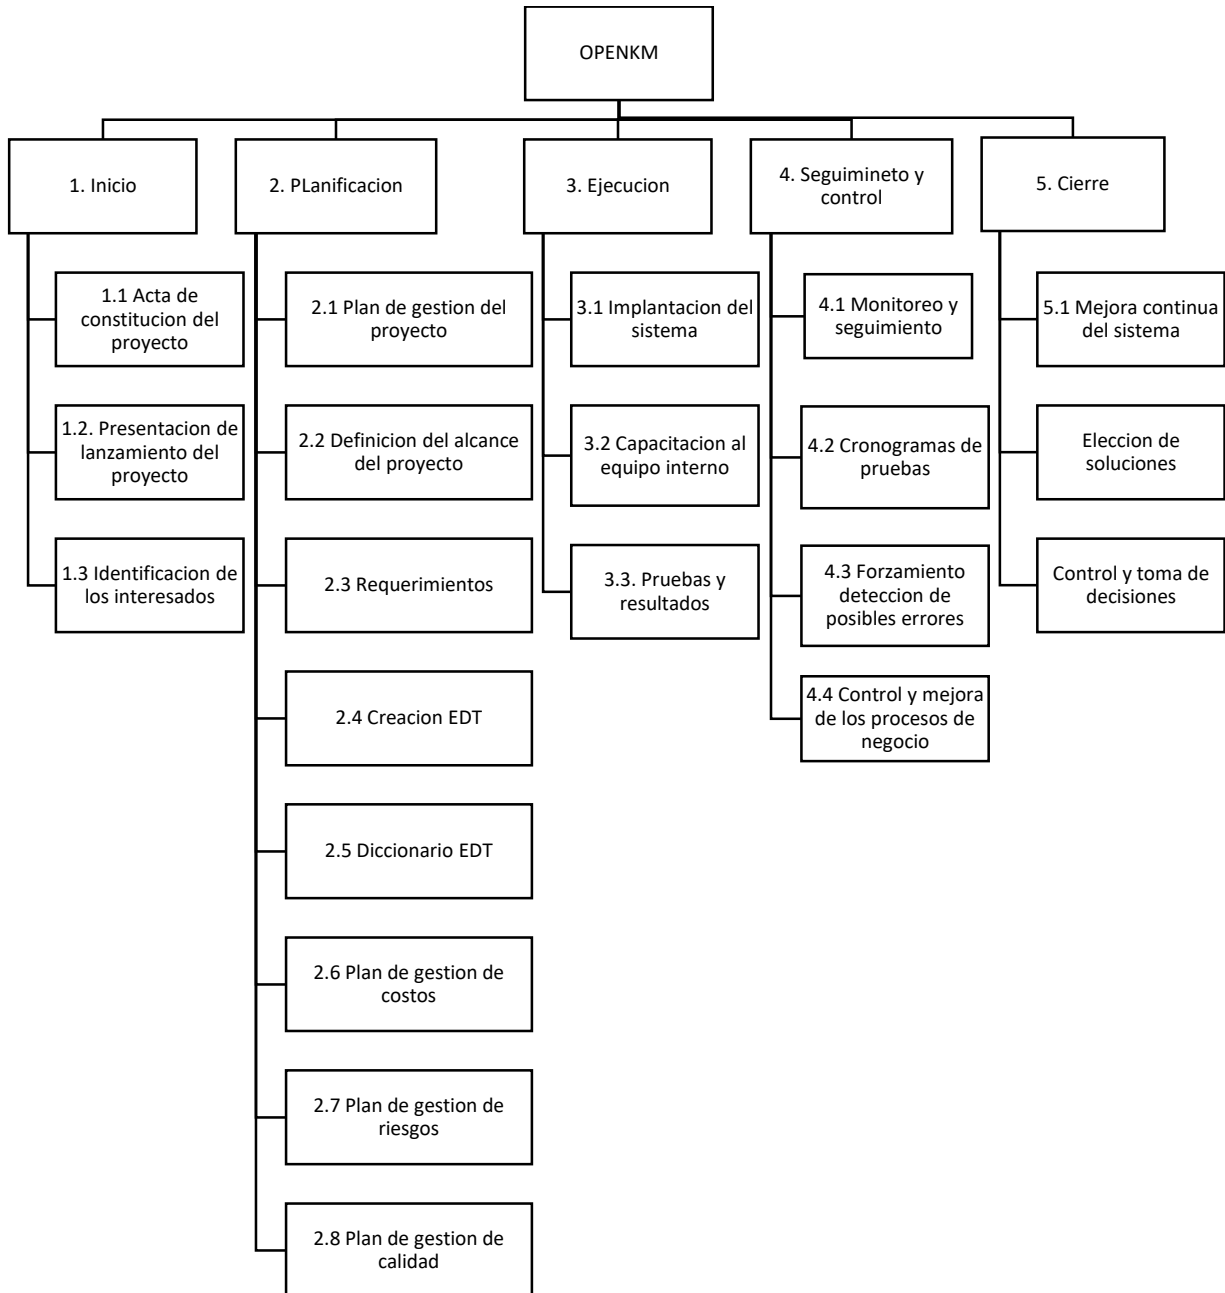 OPENKM
1. Inicio
2. PLanificacion
3. Ejecucion
4. Seguimineto y
control
5. Cierre
1.1 Acta de
constitucion del
proyecto
1.2. Presentacion de
lanzamiento del
proyecto
1.3 Identificacion de
los interesados
2.1 Plan de gestion del
proyecto
2.2 Definicion del alcance
del proyecto
2.3 Requerimientos
2.4 Creacion EDT
2.5 Diccionario EDT
2.6 Plan de gestion de
costos
2.7 Plan de gestion de
riesgos
2.8 Plan de gestion de
calidad
3.1 Implantacion del
sistema
3.2 Capacitacion al
equipo interno
3.3. Pruebas y
resultados
4.1 Monitoreo y
seguimiento
4.2 Cronogramas de
pruebas
4.3 Forzamiento
deteccion de
posibles errores
4.4 Control y mejora
de los procesos de
negocio
5.1 Mejora continua
del sistema
Eleccion de
soluciones
Control y toma de
decisiones